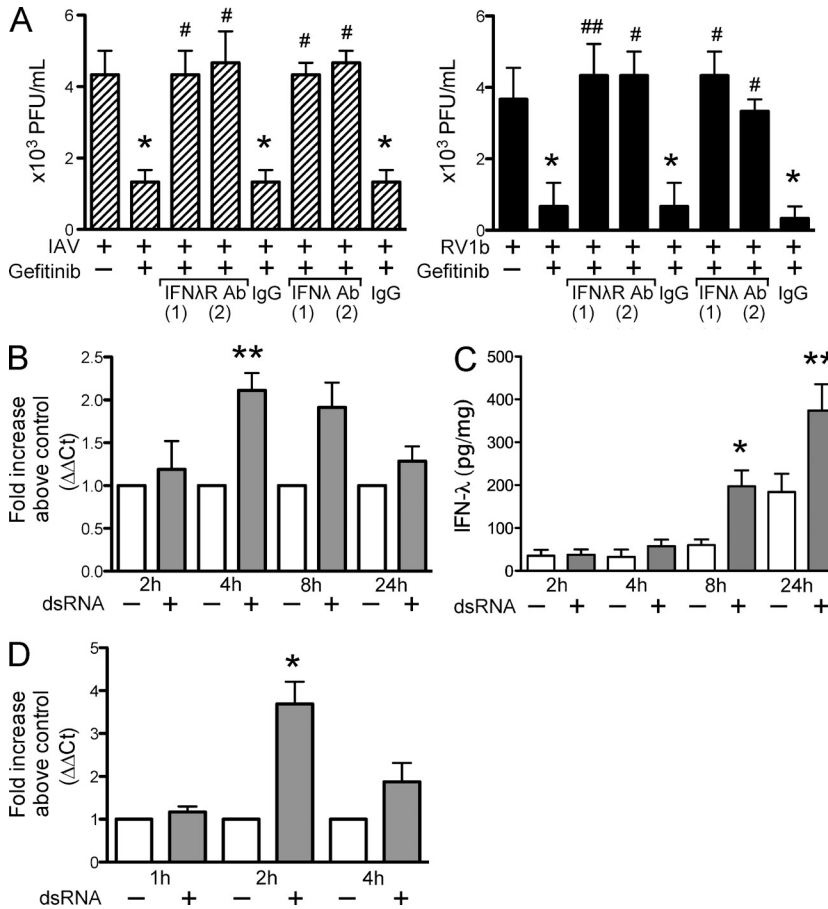 A
×10³ PFU/mL
6
4
2
0
# # # #
* * *
IAV + + + + + + + +
Gefitinib − + + + + + + +
IFNλR Ab IgG IFNλ Ab IgG
(1) (2) (1) (2)
×10³ PFU/mL
6
4
2
0
## # # #
* * *
RV1b + + + + + + + +
Gefitinib − + + + + + + +
IFNλR Ab IgG IFNλ Ab IgG
(1) (2) (1) (2)
B
Fold increase
above control
(ΔΔCt)
2.5
2.0
1.5
1.0
0.5
0.0
**
2h 4h 8h 24h
dsRNA − + − + − + − +
C
IFN-λ (pg/mg)
500
400
300
200
100
0
* **
2h 4h 8h 24h
dsRNA − + − + − + − +
D
Fold increase
above control
(ΔΔCt)
5
4
3
2
1
0
*
1h 2h 4h
dsRNA − + − + − +